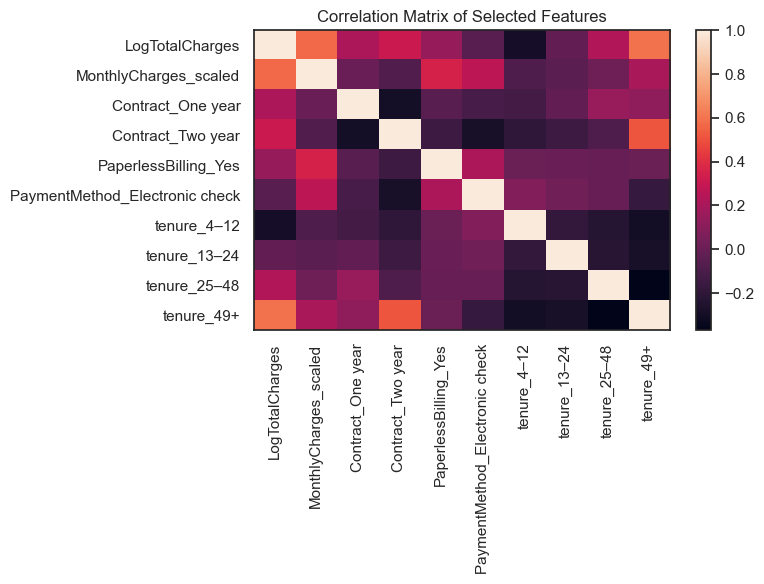 Correlation Matrix of Selected Features
LogTotalCharges
MonthlyCharges_scaled
Contract_One year
Contract_Two year
PaperlessBilling_Yes
PaymentMethod_Electronic check
tenure_4–12
tenure_13–24
tenure_25–48
tenure_49+
LogTotalCharges
MonthlyCharges_scaled
Contract_One year
Contract_Two year
PaperlessBilling_Yes
PaymentMethod_Electronic check
tenure_4–12
tenure_13–24
tenure_25–48
tenure_49+
1.0
0.8
0.6
0.4
0.2
0.0
−0.2